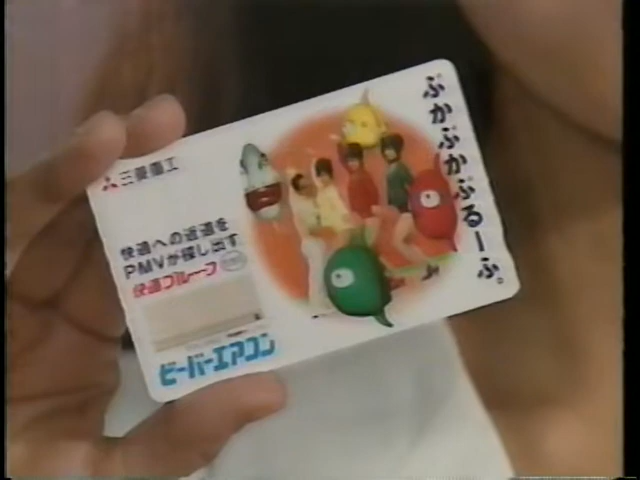 三菱重工
ぷかぷかぷるーぷ。
快適への近道を
PMVが探し出す
快適プループ
ビーバーエアコン